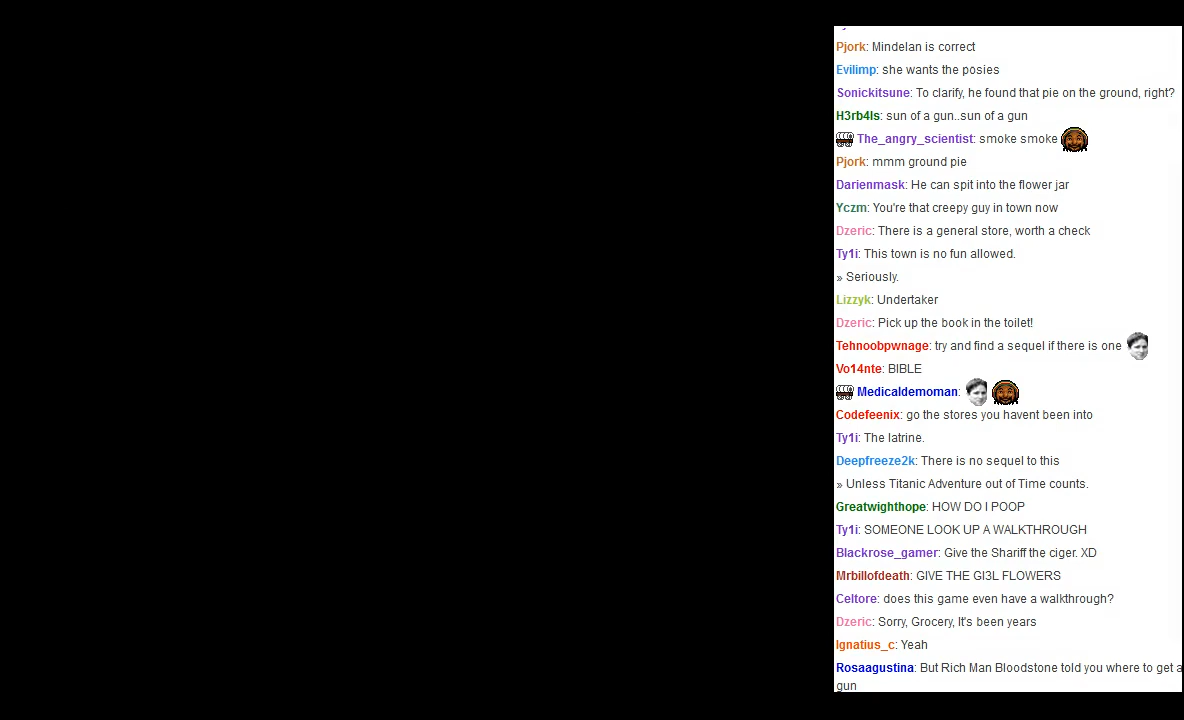 Pjork: Mindelan is correct
Evilimp: she wants the posies
Sonickitsune: To clarify, he found that pie on the ground, right?
H3rb4ls: sun of a gun..sun of a gun
The_angry_scientist: smoke smoke
Pjork: mmm ground pie
Darienmask: He can spit into the flower jar
Yczm: You're that creepy guy in town now
Dzeric: There is a general store, worth a check
Ty1i: This town is no fun allowed.
» Seriously.
Lizzyk: Undertaker
Dzeric: Pick up the book in the toilet!
Tehnoobpwnage: try and find a sequel if there is one
Vo14nte: BIBLE
Medicaldemoman:
Codefeenix: go the stores you havent been into
Ty1i: The latrine.
Deepfreeze2k: There is no sequel to this
» Unless Titanic Adventure out of Time counts.
Greatwighthope: HOW DO I POOP
Ty1i: SOMEONE LOOK UP A WALKTHROUGH
Blackrose_gamer: Give the Shariff the ciger. XD
Mrbillofdeath: GIVE THE GI3L FLOWERS
Celtore: does this game even have a walkthrough?
Dzeric: Sorry, Grocery, It's been years
Ignatius_c: Yeah
Rosaagustina: But Rich Man Bloodstone told you where to get a
gun